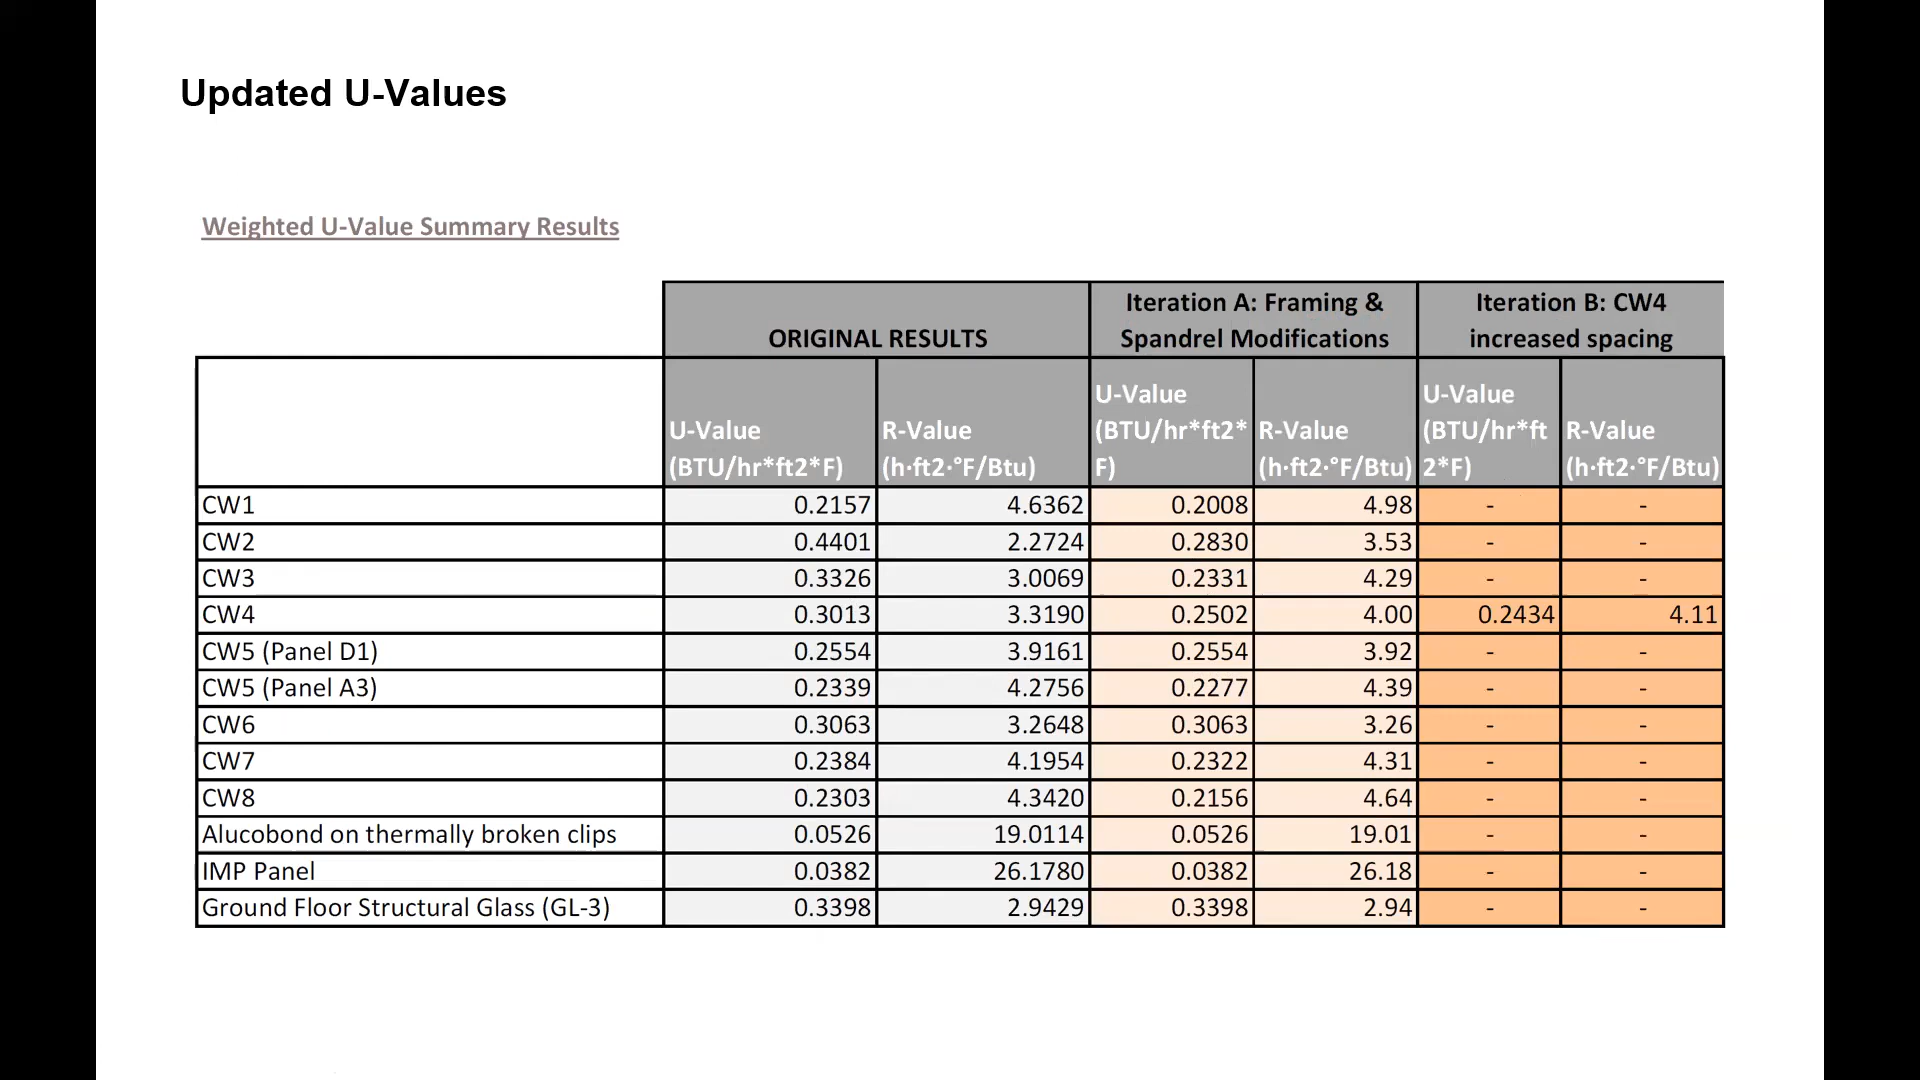 Updated U-Values
Weighted U-Value Summary Results
ORIGINAL RESULTS
Iteration A: Framing &
Spandrel Modifications
Iteration B: CW4
increased spacing
U-Value
(BTU/hr*ft2*F)
R-Value
(h·ft2·°F/Btu)
U-Value
(BTU/hr*ft2*
F)
R-Value
(h·ft2·°F/Btu)
U-Value
(BTU/hr*ft
2*F)
R-Value
(h·ft2·°F/Btu)
CW1 0.2157 4.6362 0.2008 4.98 - -
CW2 0.4401 2.2724 0.2830 3.53 - -
CW3 0.3326 3.0069 0.2331 4.29 - -
CW4 0.3013 3.3190 0.2502 4.00 0.2434 4.11
CW5 (Panel D1) 0.2554 3.9161 0.2554 3.92 - -
CW5 (Panel A3) 0.2339 4.2756 0.2277 4.39 - -
CW6 0.3063 3.2648 0.3063 3.26 - -
CW7 0.2384 4.1954 0.2322 4.31 - -
CW8 0.2303 4.3420 0.2156 4.64 - -
Alucobond on thermally broken clips 0.0526 19.0114 0.0526 19.01 - -
IMP Panel 0.0382 26.1780 0.0382 26.18 - -
Ground Floor Structural Glass (GL-3) 0.3398 2.9429 0.3398 2.94 - -